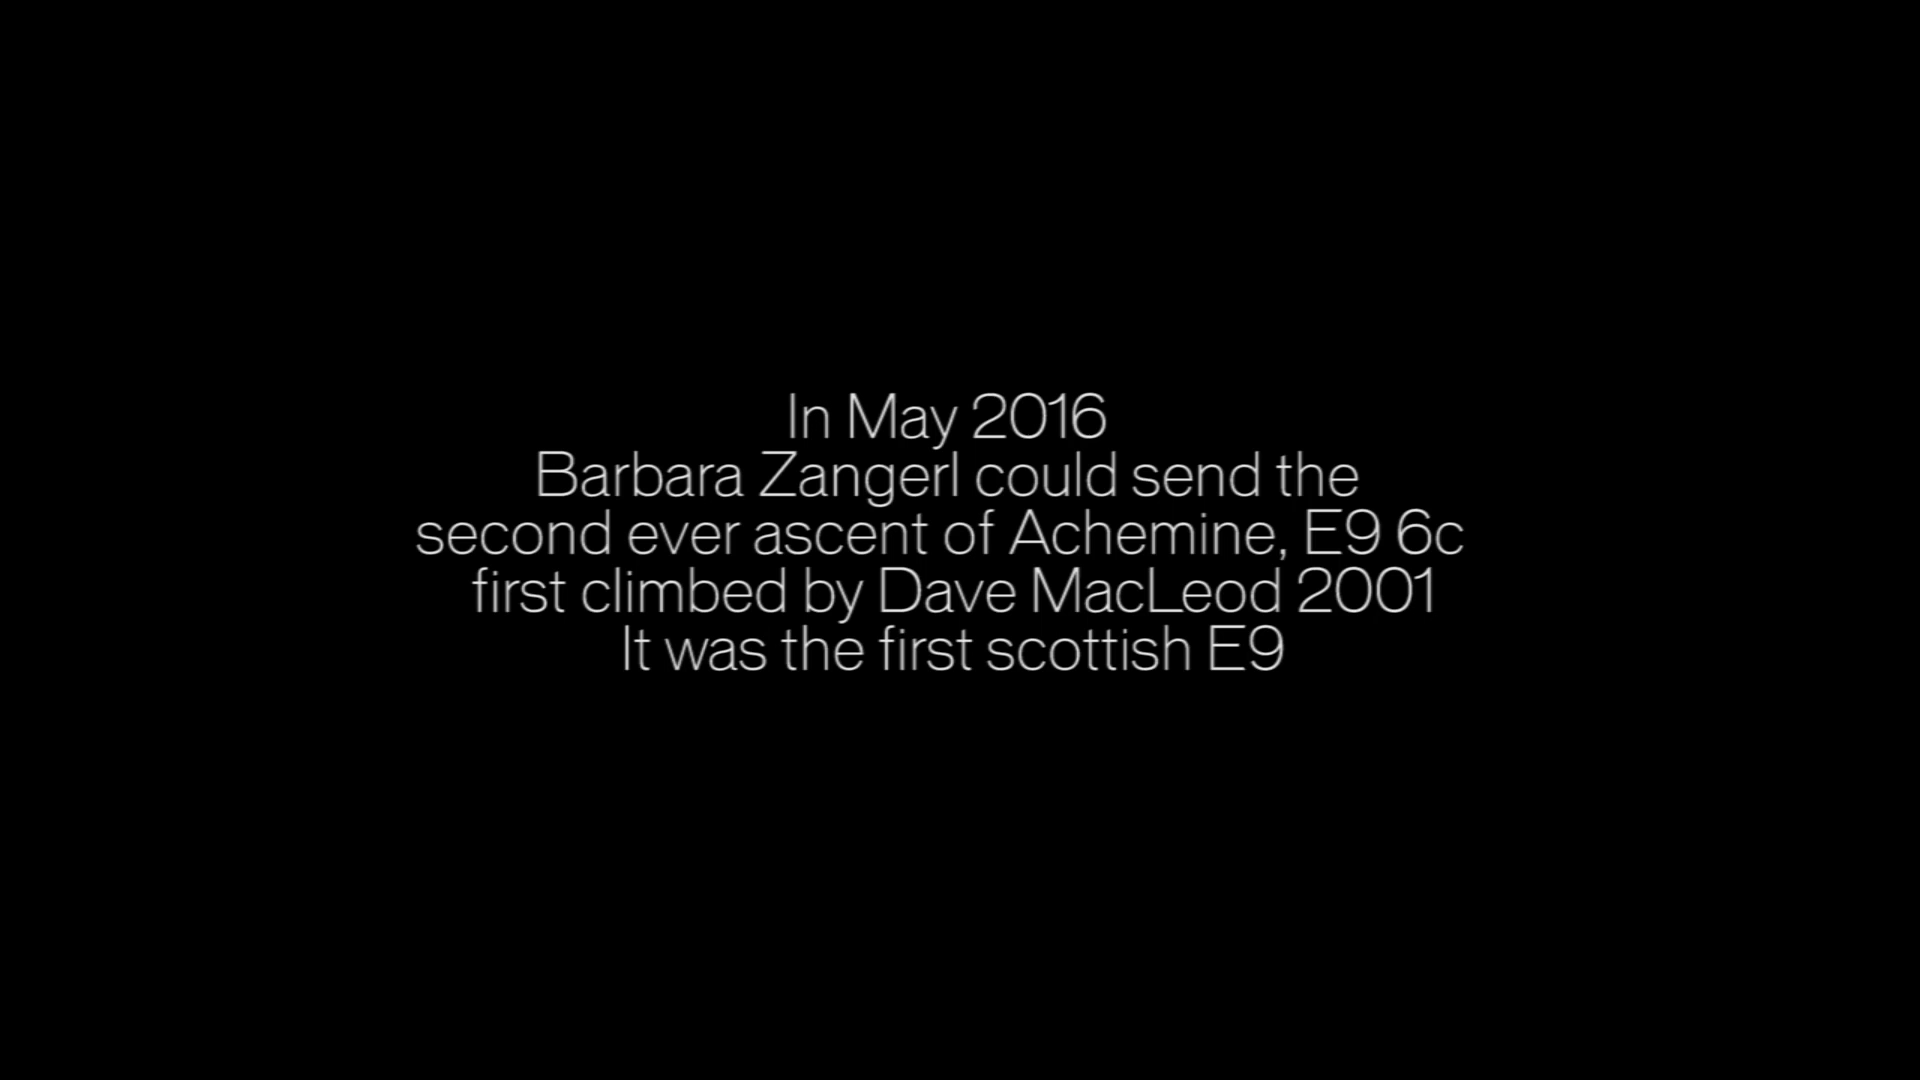 In May 2016
Barbara Zangerl could send the
second ever ascent of Achemine, E9 6c
first climbed by Dave MacLeod 2001
It was the first scottish E9